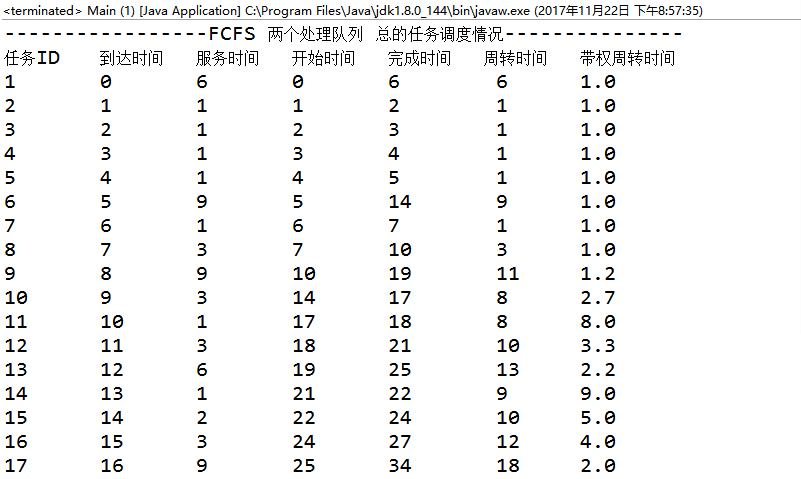 <terminated> Main (1) [Java Application] C:\Program Files\Java\jdk1.8.0_144\bin\javaw.exe (2017年11月22日 下午8:57:35)
-----------------FCFS 两个处理队列 总的任务调度情况---------------
任务ID 到达时间 服务时间 开始时间 完成时间 周转时间 带权周转时间
1 0 6 0 6 6 1.0
2 1 1 1 2 1 1.0
3 2 1 2 3 1 1.0
4 3 1 3 4 1 1.0
5 4 1 4 5 1 1.0
6 5 9 5 14 9 1.0
7 6 1 6 7 1 1.0
8 7 3 7 10 3 1.0
9 8 9 10 19 11 1.2
10 9 3 14 17 8 2.7
11 10 1 17 18 8 8.0
12 11 3 18 21 10 3.3
13 12 6 19 25 13 2.2
14 13 1 21 22 9 9.0
15 14 2 22 24 10 5.0
16 15 3 24 27 12 4.0
17 16 9 25 34 18 2.0